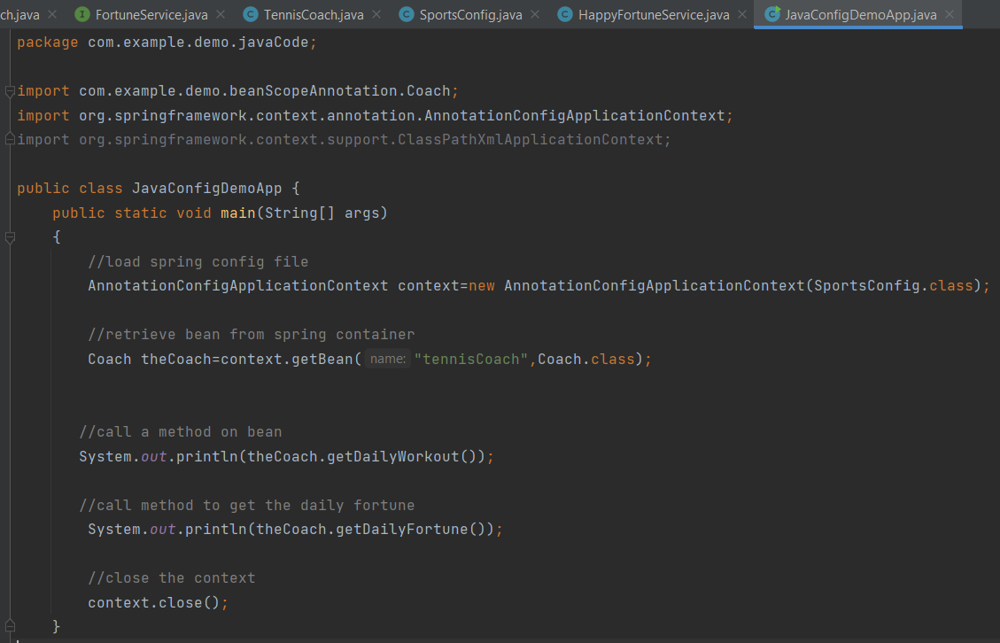 ch.java FortuneService.java TennisCoach.java SportsConfig.java HappyFortuneService.java JavaConfigDemoApp.java
package com.example.demo.javaCode;
import com.example.demo.beanScopeAnnotation.Coach;
import org.springframework.context.annotation.AnnotationConfigApplicationContext;
import org.springframework.context.support.ClassPathXmlApplicationContext;
public class JavaConfigDemoApp {
    public static void main(String[] args)
    {
        //load spring config file
        AnnotationConfigApplicationContext context=new AnnotationConfigApplicationContext(SportsConfig.class);
        //retrieve bean from spring container
        Coach theCoach=context.getBean( name: "tennisCoach",Coach.class);
       //call a method on bean
       System.out.println(theCoach.getDailyWorkout());
       //call method to get the daily fortune
        System.out.println(theCoach.getDailyFortune());
        //close the context
        context.close();
    }